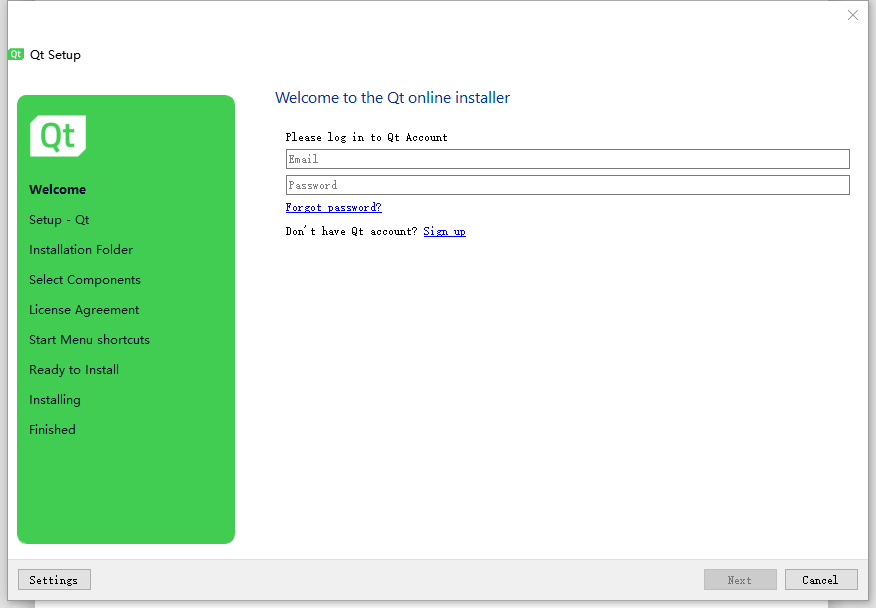 Qt Qt Setup
Qt
Welcome
Setup - Qt
Installation Folder
Select Components
License Agreement
Start Menu shortcuts
Ready to Install
Installing
Finished
Welcome to the Qt online installer
Please log in to Qt Account
Email
Password
Forgot password?
Don't have Qt account? Sign up
Settings
Next
Cancel